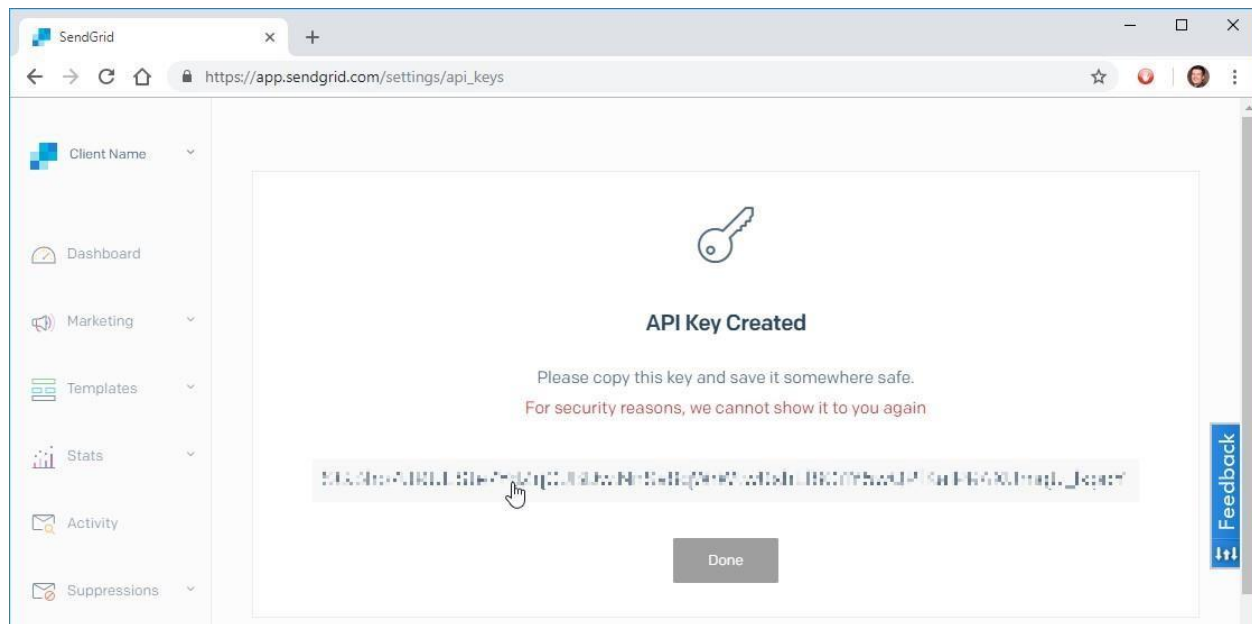 SendGrid
https://app.sendgrid.com/settings/api_keys
Client Name
Dashboard
Marketing
Templates
Stats
Activity
Suppressions
API Key Created
Please copy this key and save it somewhere safe.
For security reasons, we cannot show it to you again
Done
Feedback